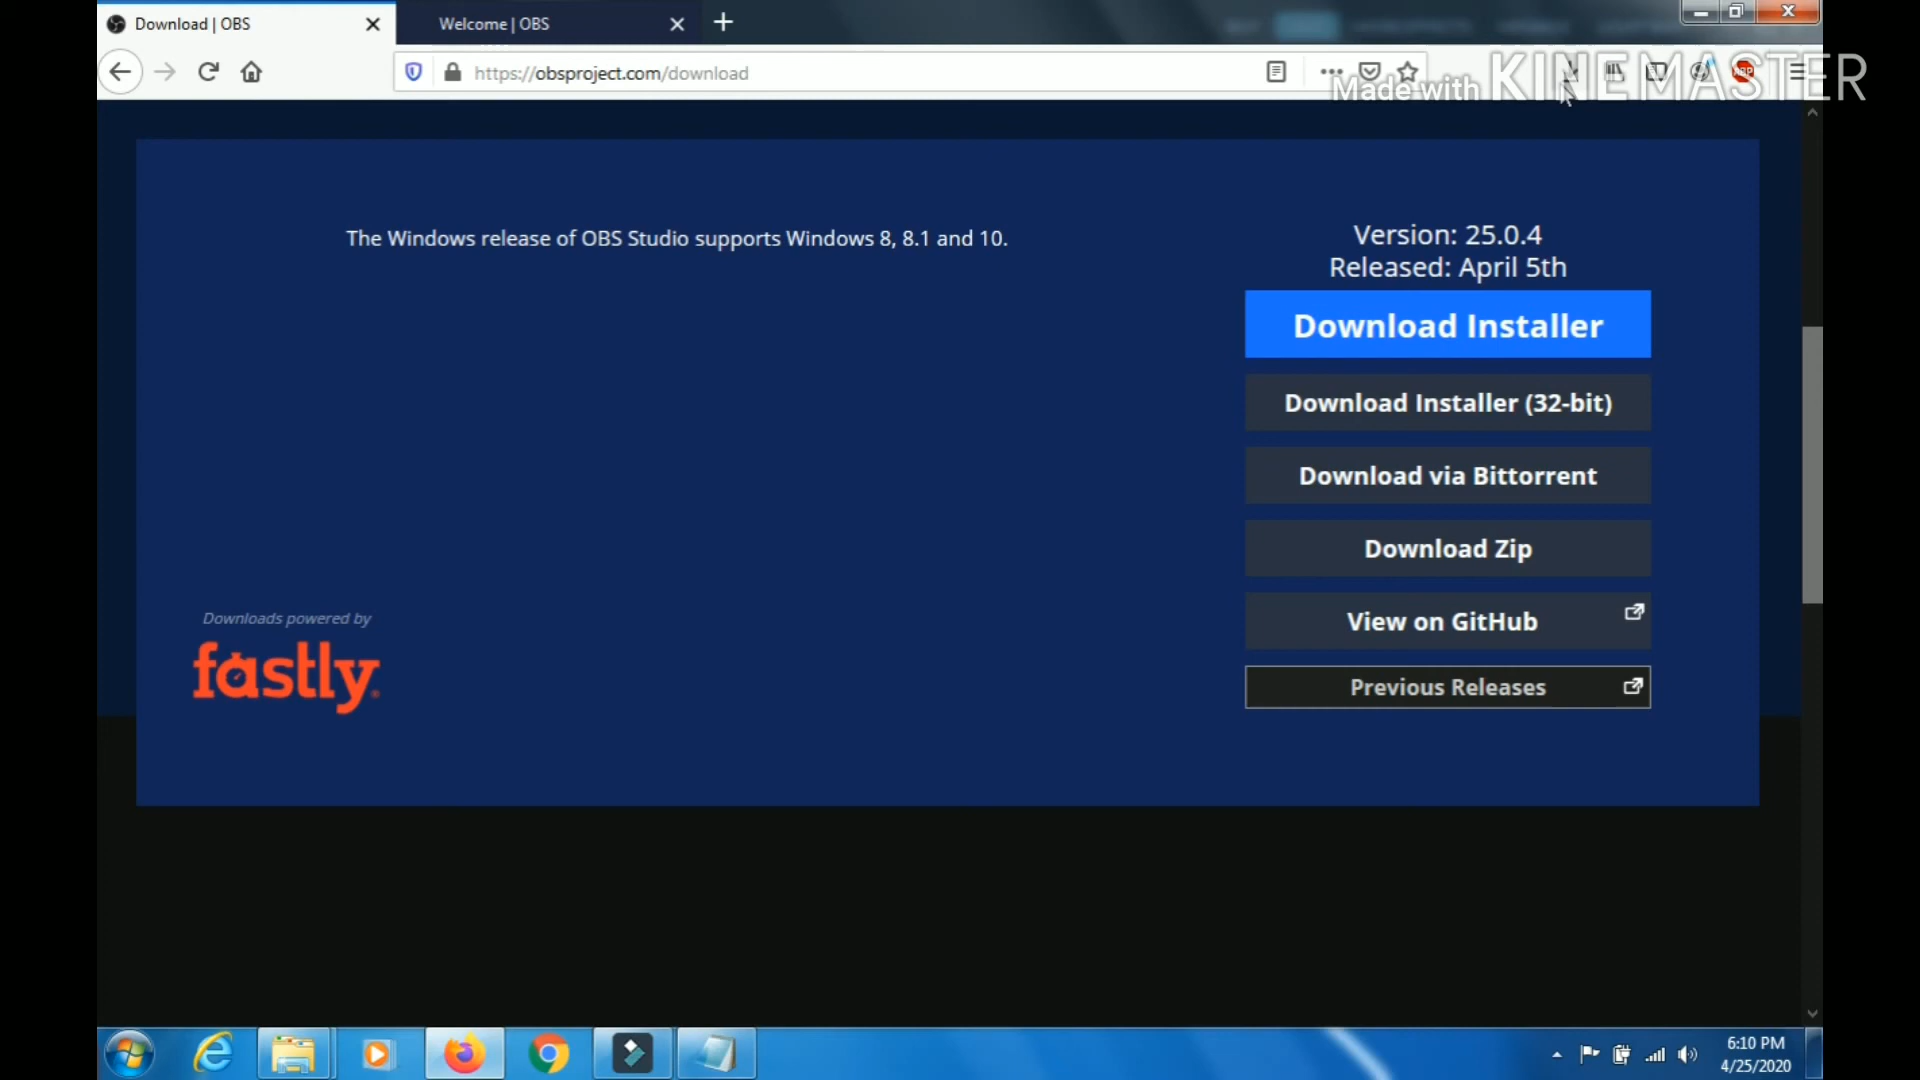 Download | OBS
Welcome | OBS
https://obsproject.com/download
Made with KINEMASTER
ABP
The Windows release of OBS Studio supports Windows 8, 8.1 and 10.
Version: 25.0.4
Released: April 5th
Download Installer
Download Installer (32-bit)
Download via Bittorrent
Download Zip
View on GitHub
Previous Releases
Downloads powered by
fastly
6:10 PM
4/25/2020